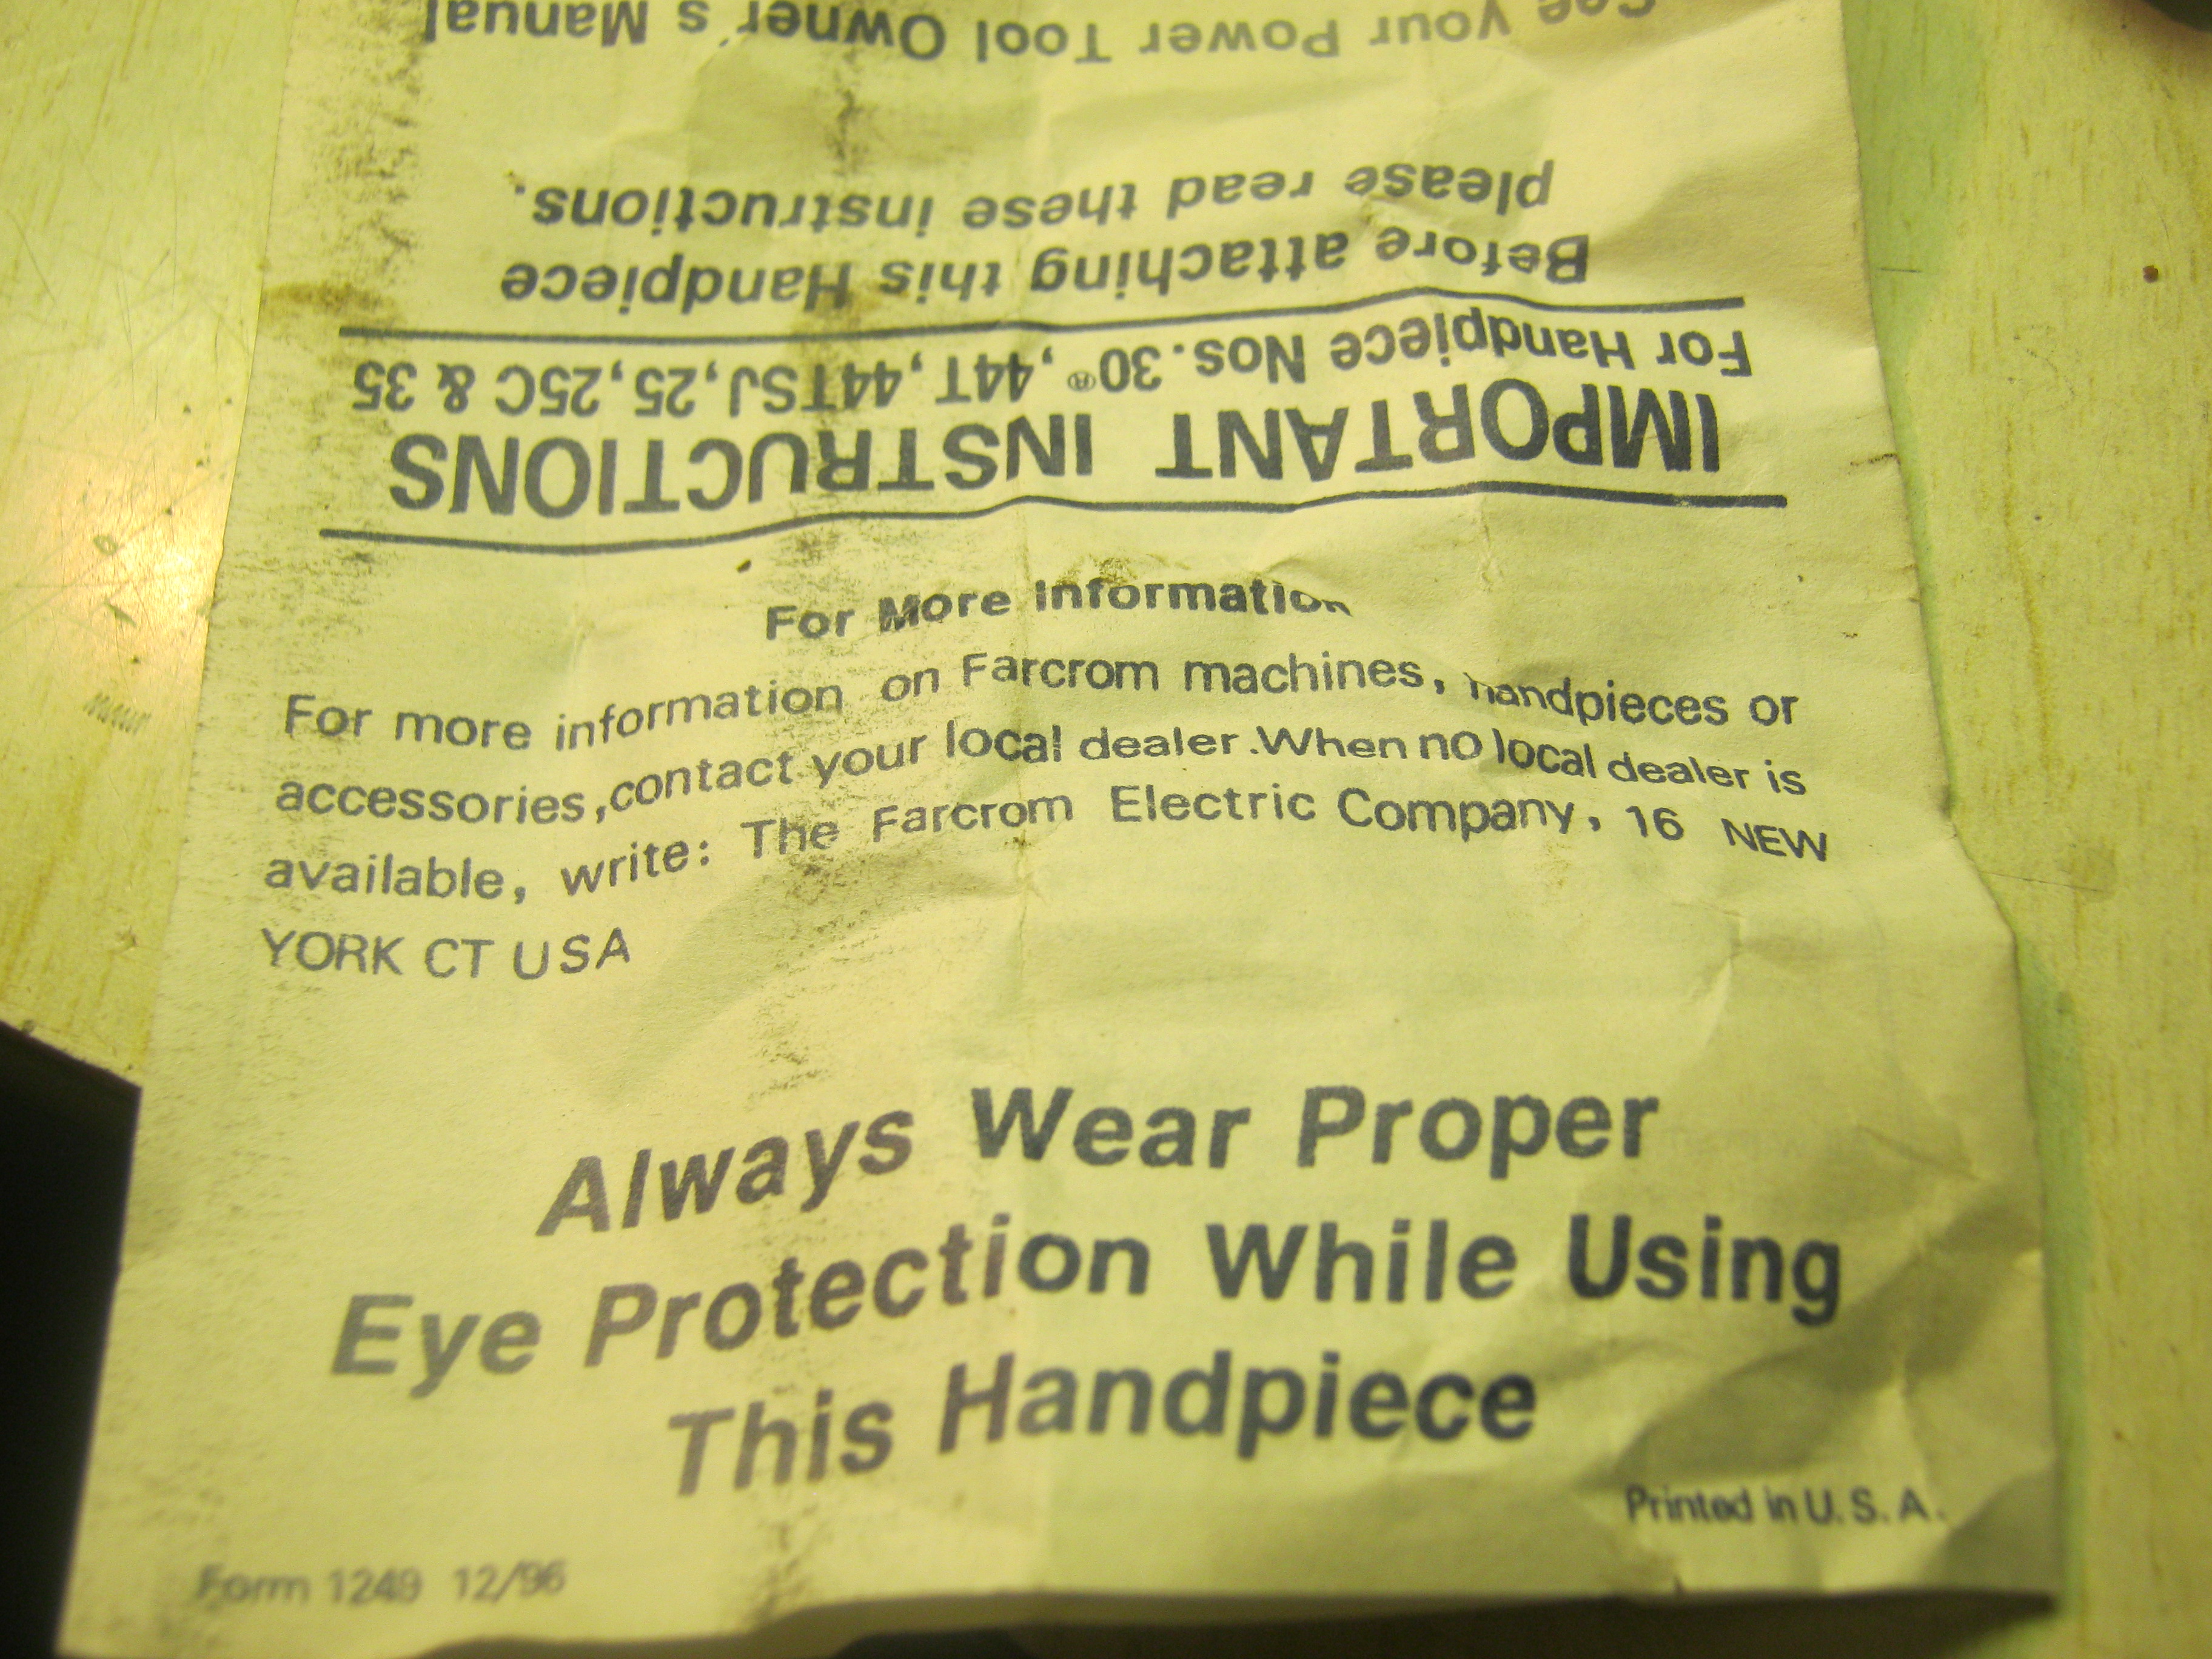 IMPORTANT INSTRUCTIONS
For Handpiece Nos. 30®, 44T, 44TSJ, 25, 25C & 35
Before attaching this Handpiece
please read these instructions.
See your Power Tool Owner's Manual
For More Information
For more information on Farcrom machines, handpieces or
accessories,contact your local dealer.When no local dealer is
available, write: The Farcrom Electric Company, 16 NEW
YORK CT USA
Always Wear Proper
Eye Protection While Using
This Handpiece
Printed in U. S. A.
Form 1249 12/96